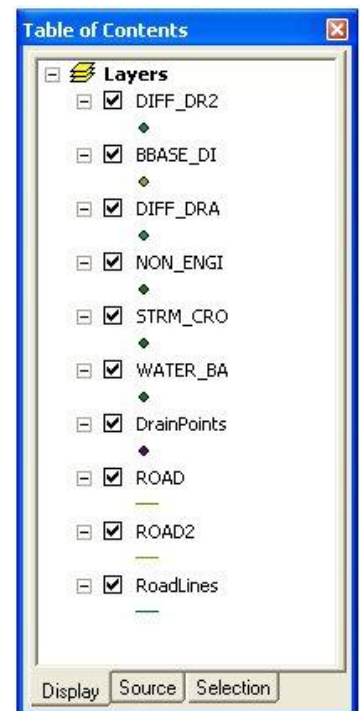 Table of Contents
Layers
DIFF_DR2
BBASE_DI
DIFF_DRA
NON_ENGI
STRM_CRO
WATER_BA
DrainPoints
ROAD
ROAD2
RoadLines
Display Source Selection